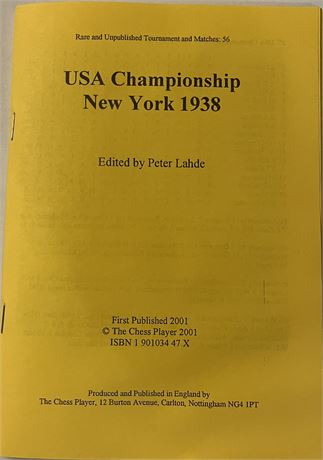 Rare and Unpublished Tournament and Matches: 56
USA Championship
New York 1938
Edited by Peter Lahde
First Published 2001
© The Chess Player 2001
ISBN 1 901034 47 X
Produced and Published in England by
The Chess Player, 12 Burton Avenue, Carlton, Nottingham NG4 1PT